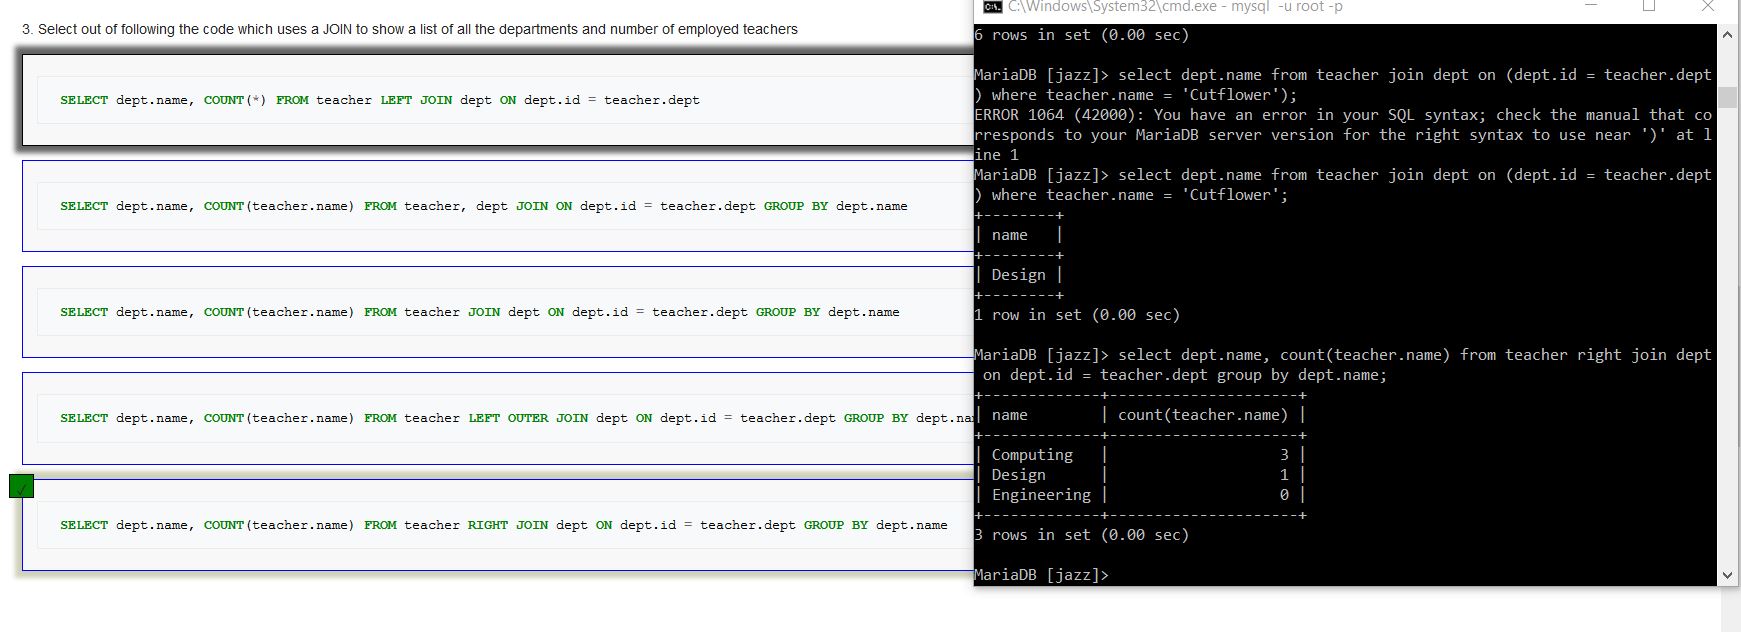 3. Select out of following the code which uses a JOIN to show a list of all the departments and number of employed teachers
SELECT dept.name, COUNT(*) FROM teacher LEFT JOIN dept ON dept.id = teacher.dept
SELECT dept.name, COUNT(teacher.name) FROM teacher, dept JOIN ON dept.id = teacher.dept GROUP BY dept.name
SELECT dept.name, COUNT(teacher.name) FROM teacher JOIN dept ON dept.id = teacher.dept GROUP BY dept.name
SELECT dept.name, COUNT(teacher.name) FROM teacher LEFT OUTER JOIN dept ON dept.id = teacher.dept GROUP BY dept.na
SELECT dept.name, COUNT(teacher.name) FROM teacher RIGHT JOIN dept ON dept.id = teacher.dept GROUP BY dept.name
C:\Windows\System32\cmd.exe - mysql -u root -p
6 rows in set (0.00 sec)
MariaDB [jazz]> select dept.name from teacher join dept on (dept.id = teacher.dept
) where teacher.name = 'Cutflower');
ERROR 1064 (42000): You have an error in your SQL syntax; check the manual that co
rresponds to your MariaDB server version for the right syntax to use near ')' at l
ine 1
MariaDB [jazz]> select dept.name from teacher join dept on (dept.id = teacher.dept
) where teacher.name = 'Cutflower';
+--------+
| name   |
+--------+
| Design |
+--------+
1 row in set (0.00 sec)
MariaDB [jazz]> select dept.name, count(teacher.name) from teacher right join dept
on dept.id = teacher.dept group by dept.name;
+-------------+---------------------+
| name        | count(teacher.name) |
+-------------+---------------------+
| Computing   |                   3 |
| Design      |                   1 |
| Engineering |                   0 |
+-------------+---------------------+
3 rows in set (0.00 sec)
MariaDB [jazz]>